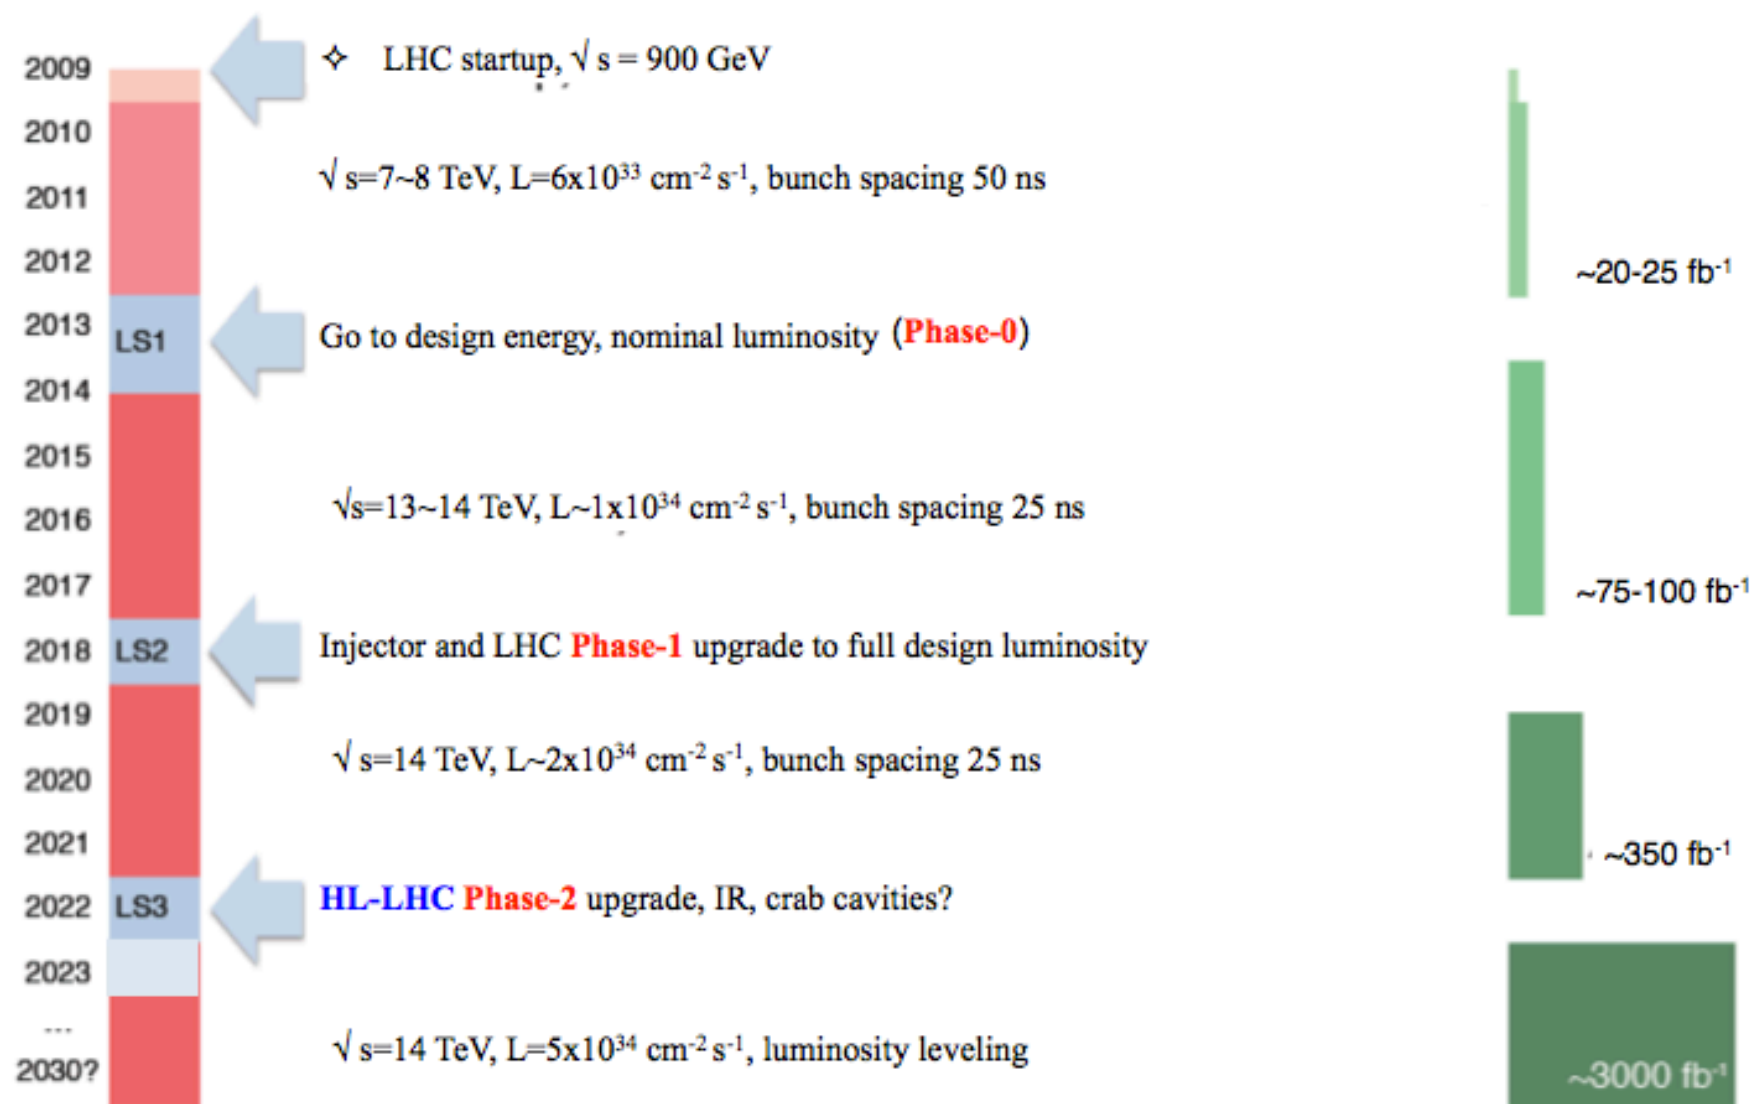 2009 ✧ LHC startup, √ s = 900 GeV
2010
√ s=7~8 TeV, L=6x10³³ cm⁻² s⁻¹, bunch spacing 50 ns
2011
2012 ~20-25 fb⁻¹
2013
LS1 Go to design energy, nominal luminosity (Phase-0)
2014
2015
2016 √s=13~14 TeV, L~1x10³⁴ cm⁻² s⁻¹, bunch spacing 25 ns
2017 ~75-100 fb⁻¹
2018 LS2 Injector and LHC Phase-1 upgrade to full design luminosity
2019
2020 √ s=14 TeV, L~2x10³⁴ cm⁻² s⁻¹, bunch spacing 25 ns
2021 ~350 fb⁻¹
2022 LS3 HL-LHC Phase-2 upgrade, IR, crab cavities?
2023
...
√ s=14 TeV, L=5x10³⁴ cm⁻² s⁻¹, luminosity leveling
2030? ~3000 fb⁻¹